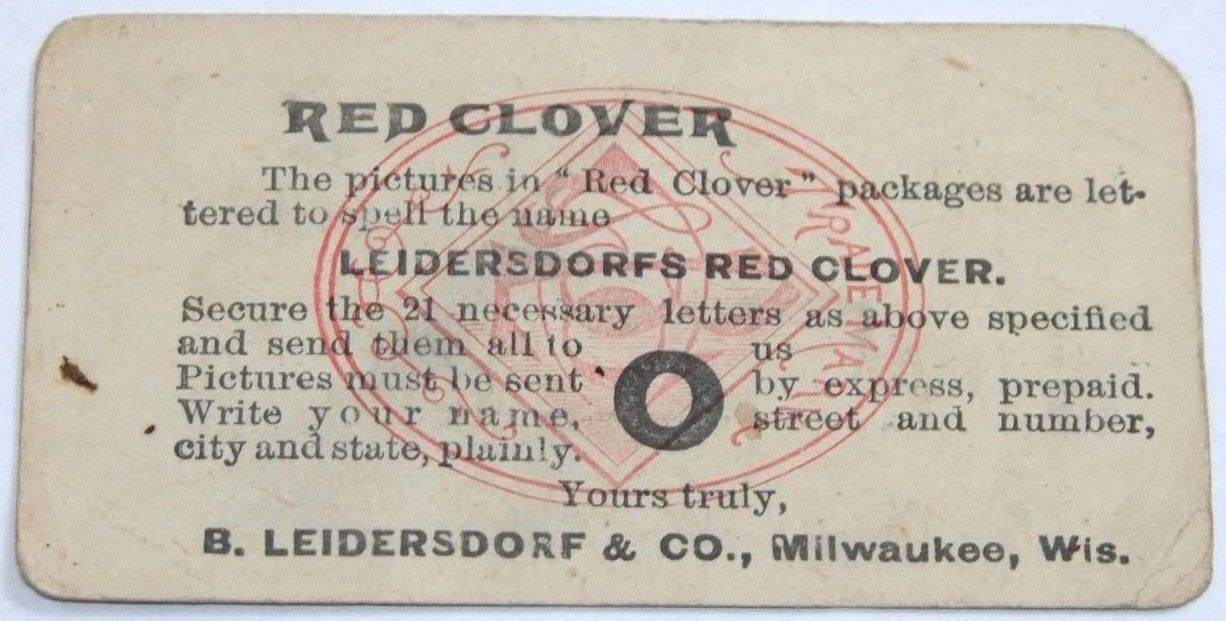 RED CLOVER
The pictures in "Red Clover" packages are let-
tered to spell the name
LEIDERSDORFS RED CLOVER.
Secure the 21 necessary letters as above specified
and send them all to us
Pictures must be sent by express, prepaid.
Write your name, street and number,
city and state, plainly.
O
Yours truly,
B. LEIDERSDORF & CO., Milwaukee, Wis.